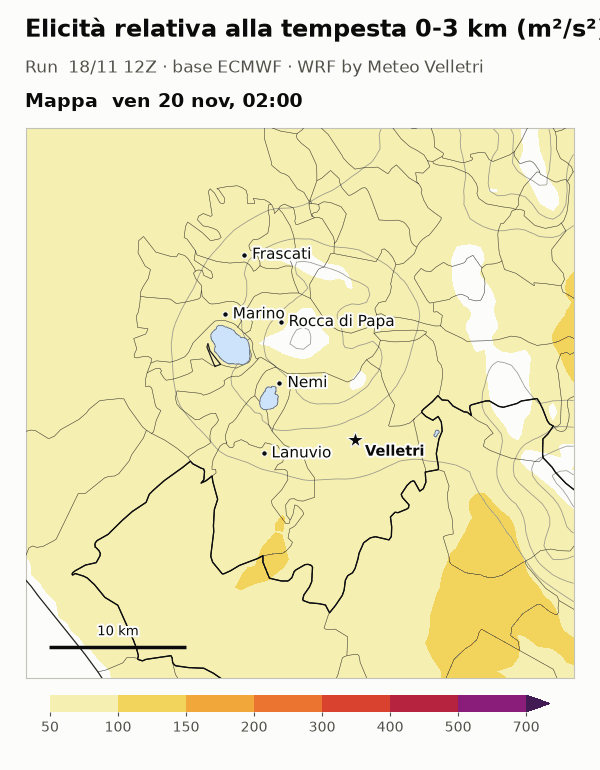 Elicità relativa alla tempesta 0-3 km (m²/s²)
Run 18/11 12Z · base ECMWF · WRF by Meteo Velletri
Mappa ven 20 nov, 02:00
Frascati
Marino
Rocca di Papa
Nemi
Velletri
Lanuvio
10 km
50 100 150 200 300 400 500 700